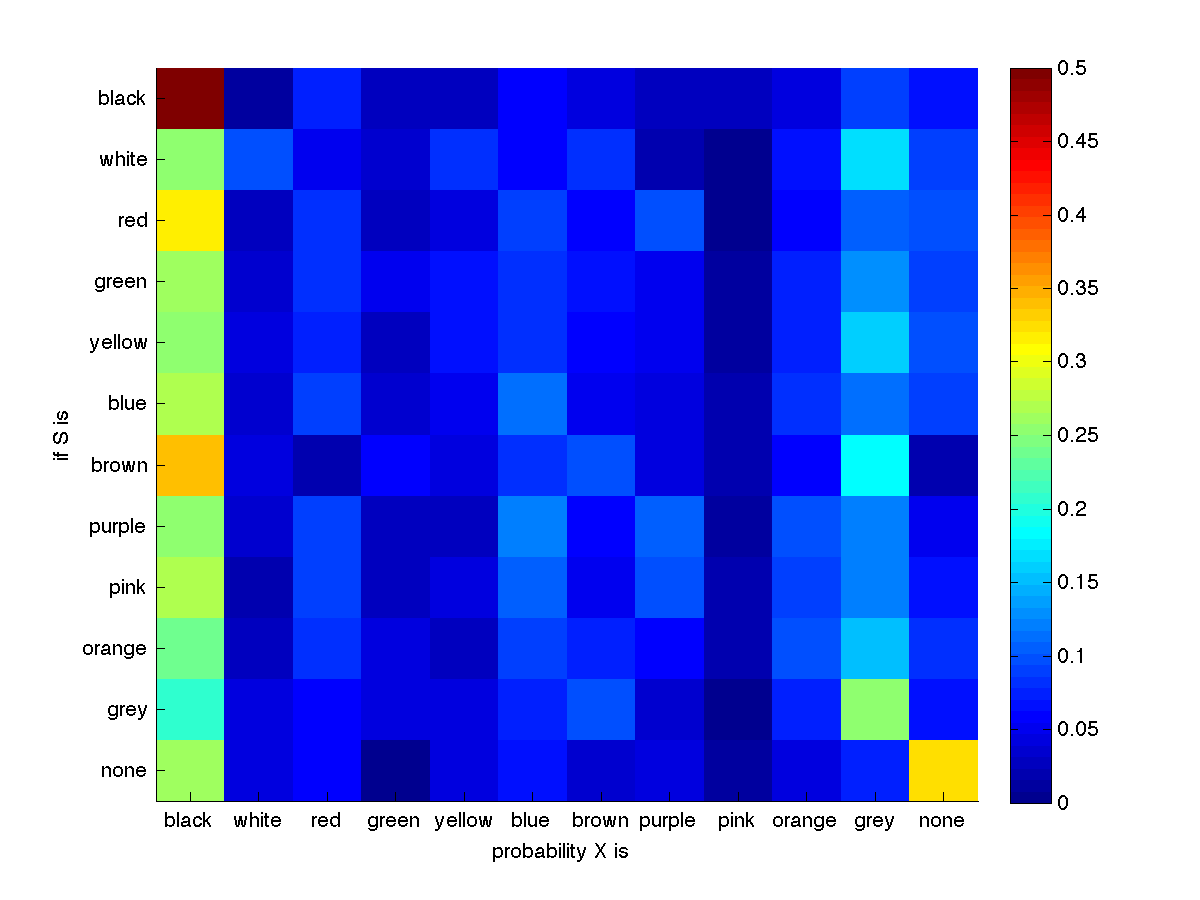 black
white
red
green
yellow
blue
brown
purple
pink
orange
grey
none
if S is
black white red green yellow blue brown purple pink orange grey none
probability X is
0.5
0.45
0.4
0.35
0.3
0.25
0.2
0.15
0.1
0.05
0